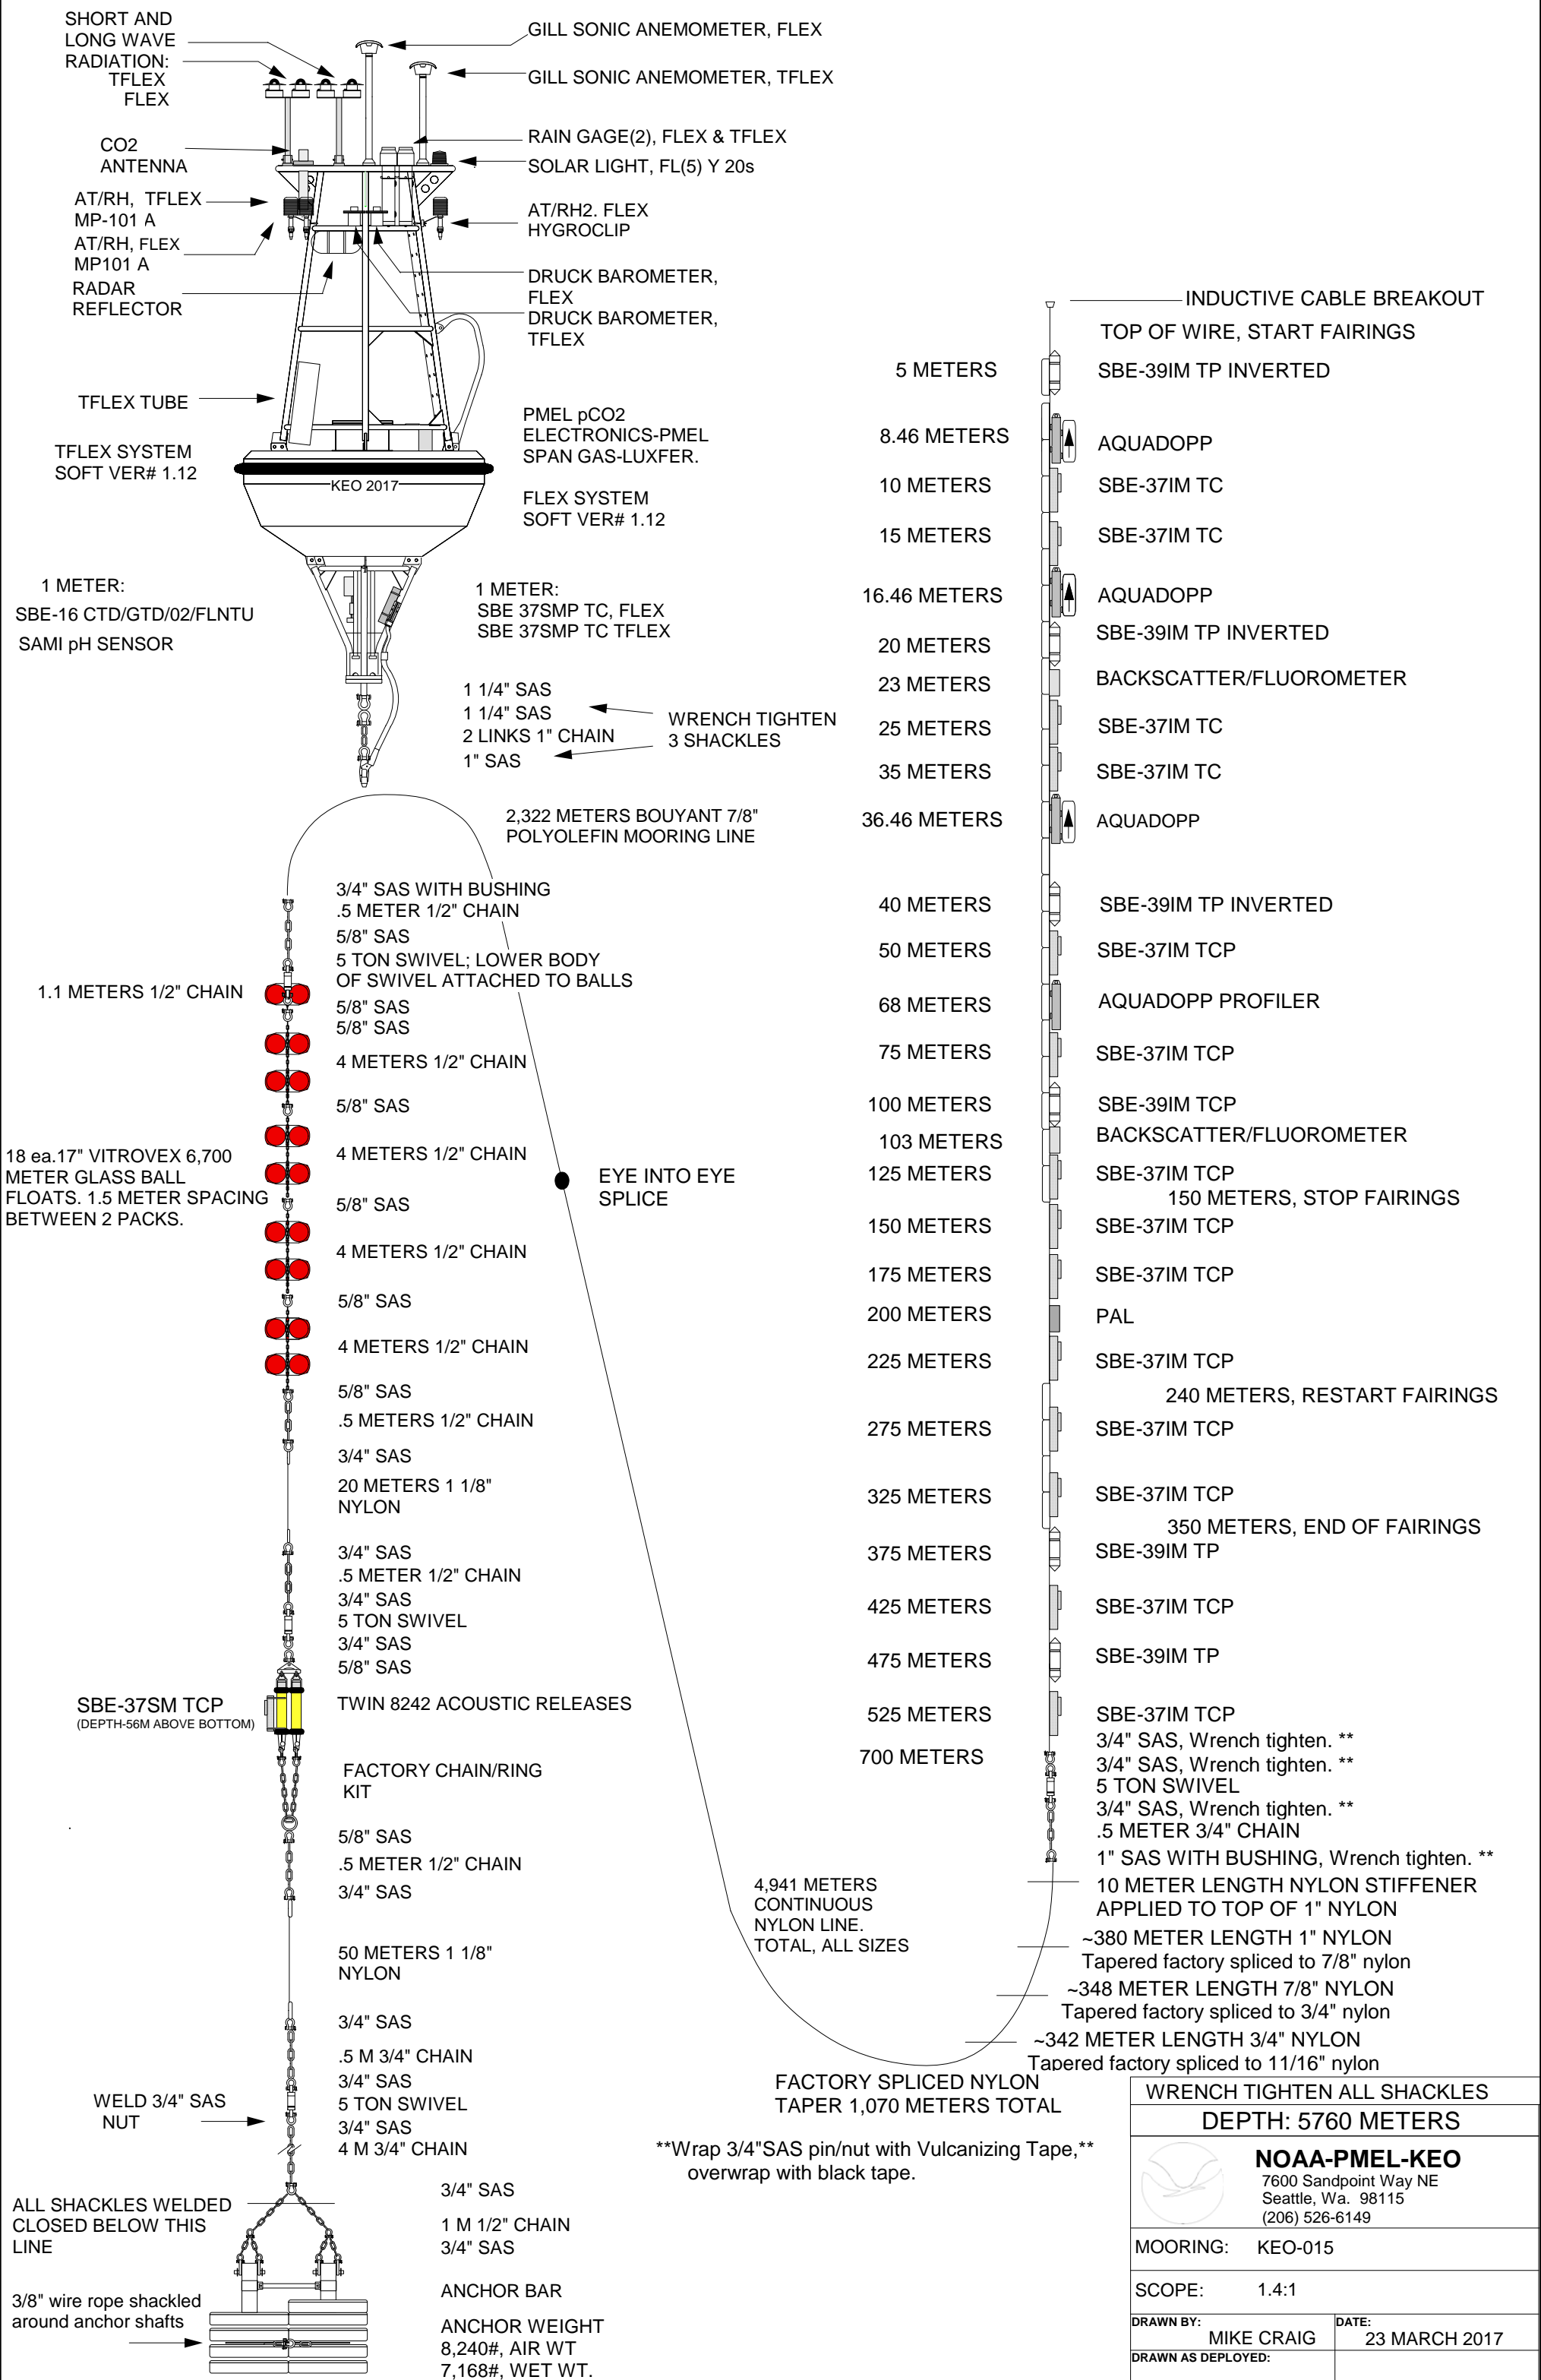 SHORT AND
LONG WAVE
RADIATION:
TFLEX
FLEX
GILL SONIC ANEMOMETER, FLEX
GILL SONIC ANEMOMETER, TFLEX
CO2
ANTENNA
RAIN GAGE(2), FLEX & TFLEX
SOLAR LIGHT, FL(5) Y 20s
AT/RH, TFLEX
MP-101 A
AT/RH, FLEX
MP101 A
RADAR
REFLECTOR
AT/RH2. FLEX
HYGROCLIP
DRUCK BAROMETER,
FLEX
DRUCK BAROMETER,
TFLEX
TFLEX TUBE
TFLEX SYSTEM
SOFT VER# 1.12
PMEL pCO2
ELECTRONICS-PMEL
SPAN GAS-LUXFER.
KEO 2017
FLEX SYSTEM
SOFT VER# 1.12
1 METER:
SBE-16 CTD/GTD/02/FLNTU
SAMI pH SENSOR
1 METER:
SBE 37SMP TC, FLEX
SBE 37SMP TC TFLEX
1 1/4" SAS
1 1/4" SAS
2 LINKS 1" CHAIN
1" SAS
WRENCH TIGHTEN
3 SHACKLES
2,322 METERS BOUYANT 7/8"
POLYOLEFIN MOORING LINE
3/4" SAS WITH BUSHING
.5 METER 1/2" CHAIN
5/8" SAS
5 TON SWIVEL; LOWER BODY
OF SWIVEL ATTACHED TO BALLS
1.1 METERS 1/2" CHAIN
5/8" SAS
5/8" SAS
4 METERS 1/2" CHAIN
5/8" SAS
18 ea.17" VITROVEX 6,700
METER GLASS BALL
FLOATS. 1.5 METER SPACING
BETWEEN 2 PACKS.
4 METERS 1/2" CHAIN
5/8" SAS
4 METERS 1/2" CHAIN
5/8" SAS
4 METERS 1/2" CHAIN
5/8" SAS
.5 METERS 1/2" CHAIN
3/4" SAS
20 METERS 1 1/8"
NYLON
3/4" SAS
.5 METER 1/2" CHAIN
3/4" SAS
5 TON SWIVEL
3/4" SAS
5/8" SAS
SBE-37SM TCP
(DEPTH-56M ABOVE BOTTOM)
TWIN 8242 ACOUSTIC RELEASES
FACTORY CHAIN/RING
KIT
5/8" SAS
.5 METER 1/2" CHAIN
3/4" SAS
50 METERS 1 1/8"
NYLON
3/4" SAS
.5 M 3/4" CHAIN
3/4" SAS
5 TON SWIVEL
3/4" SAS
4 M 3/4" CHAIN
WELD 3/4" SAS
NUT
ALL SHACKLES WELDED
CLOSED BELOW THIS
LINE
3/4" SAS
1 M 1/2" CHAIN
3/4" SAS
ANCHOR BAR
3/8" wire rope shackled
around anchor shafts
ANCHOR WEIGHT
8,240#, AIR WT
7,168#, WET WT.
EYE INTO EYE
SPLICE
INDUCTIVE CABLE BREAKOUT
TOP OF WIRE, START FAIRINGS
5 METERS SBE-39IM TP INVERTED
8.46 METERS AQUADOPP
10 METERS SBE-37IM TC
15 METERS SBE-37IM TC
16.46 METERS AQUADOPP
20 METERS SBE-39IM TP INVERTED
23 METERS BACKSCATTER/FLUOROMETER
25 METERS SBE-37IM TC
35 METERS SBE-37IM TC
36.46 METERS AQUADOPP
40 METERS SBE-39IM TP INVERTED
50 METERS SBE-37IM TCP
68 METERS AQUADOPP PROFILER
75 METERS SBE-37IM TCP
100 METERS SBE-39IM TCP
103 METERS BACKSCATTER/FLUOROMETER
125 METERS SBE-37IM TCP
150 METERS, STOP FAIRINGS
150 METERS SBE-37IM TCP
175 METERS SBE-37IM TCP
200 METERS PAL
225 METERS SBE-37IM TCP
240 METERS, RESTART FAIRINGS
275 METERS SBE-37IM TCP
325 METERS SBE-37IM TCP
350 METERS, END OF FAIRINGS
375 METERS SBE-39IM TP
425 METERS SBE-37IM TCP
475 METERS SBE-39IM TP
525 METERS SBE-37IM TCP
3/4" SAS, Wrench tighten. **
700 METERS
3/4" SAS, Wrench tighten. **
5 TON SWIVEL
3/4" SAS, Wrench tighten. **
.5 METER 3/4" CHAIN
1" SAS WITH BUSHING, Wrench tighten. **
10 METER LENGTH NYLON STIFFENER
APPLIED TO TOP OF 1" NYLON
4,941 METERS
CONTINUOUS
NYLON LINE.
TOTAL, ALL SIZES
~380 METER LENGTH 1" NYLON
Tapered factory spliced to 7/8" nylon
~348 METER LENGTH 7/8" NYLON
Tapered factory spliced to 3/4" nylon
~342 METER LENGTH 3/4" NYLON
Tapered factory spliced to 11/16" nylon
FACTORY SPLICED NYLON
TAPER 1,070 METERS TOTAL
**Wrap 3/4"SAS pin/nut with Vulcanizing Tape,**
overwrap with black tape.
WRENCH TIGHTEN ALL SHACKLES
DEPTH: 5760 METERS
NOAA-PMEL-KEO
7600 Sandpoint Way NE
Seattle, Wa. 98115
(206) 526-6149
MOORING: KEO-015
SCOPE: 1.4:1
DRAWN BY:
MIKE CRAIG
DATE:
23 MARCH 2017
DRAWN AS DEPLOYED: